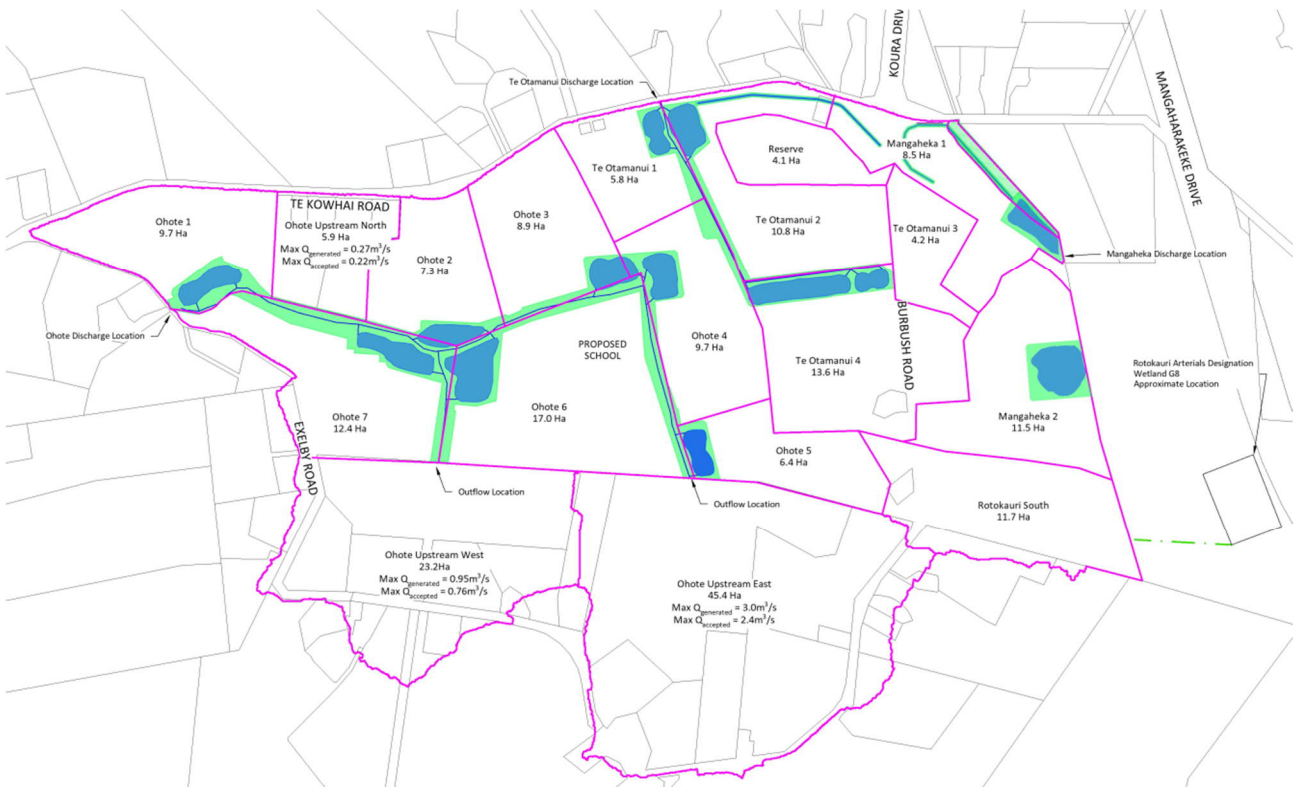 KOURA DRIV
MANGAHARAKEKE DRIVE
Te Otamanui Discharge Location
Reserve
4.1 Ha
Mangaheka 1
8.5 Ha
Te Otamanui 1
5.8 Ha
TE KOWHAI ROAD
Ohote Upstream North
5.9 Ha
Max Qgenerated = 0.27m³/s
Max Qaccepted = 0.22m³/s
Ohote 1
9.7 Ha
Ohote 2
7.3 Ha
Ohote 3
8.9 Ha
Te Otamanui 2
10.8 Ha
Te Otamanui 3
4.2 Ha
Mangaheka Discharge Location
Ohote Discharge Location
PROPOSED
SCHOOL
Ohote 4
9.7 Ha
BURBUSH ROAD
Te Otamanui 4
13.6 Ha
Rotokauri Arterials Designation
Wetland G8
Approximate Location
Ohote 7
12.4 Ha
Ohote 6
17.0 Ha
Mangaheka 2
11.5 Ha
EXELBY ROAD
Ohote 5
6.4 Ha
Outflow Location
Outflow Location
Rotokauri South
11.7 Ha
Ohote Upstream West
23.2Ha
Max Qgenerated = 0.95m³/s
Max Qaccepted = 0.76m³/s
Ohote Upstream East
45.4 Ha
Max Qgenerated = 3.0m³/s
Max Qaccepted = 2.4m³/s